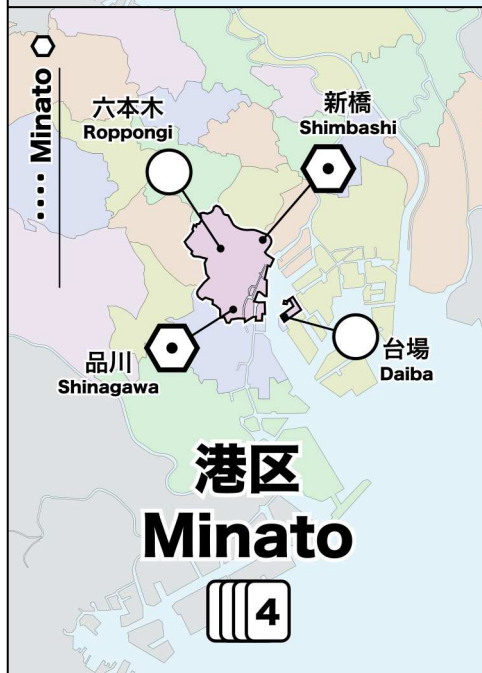 •••• Minato
六本木
Roppongi
新橋
Shimbashi
品川
Shinagawa
台場
Daiba
港区
Minato
4